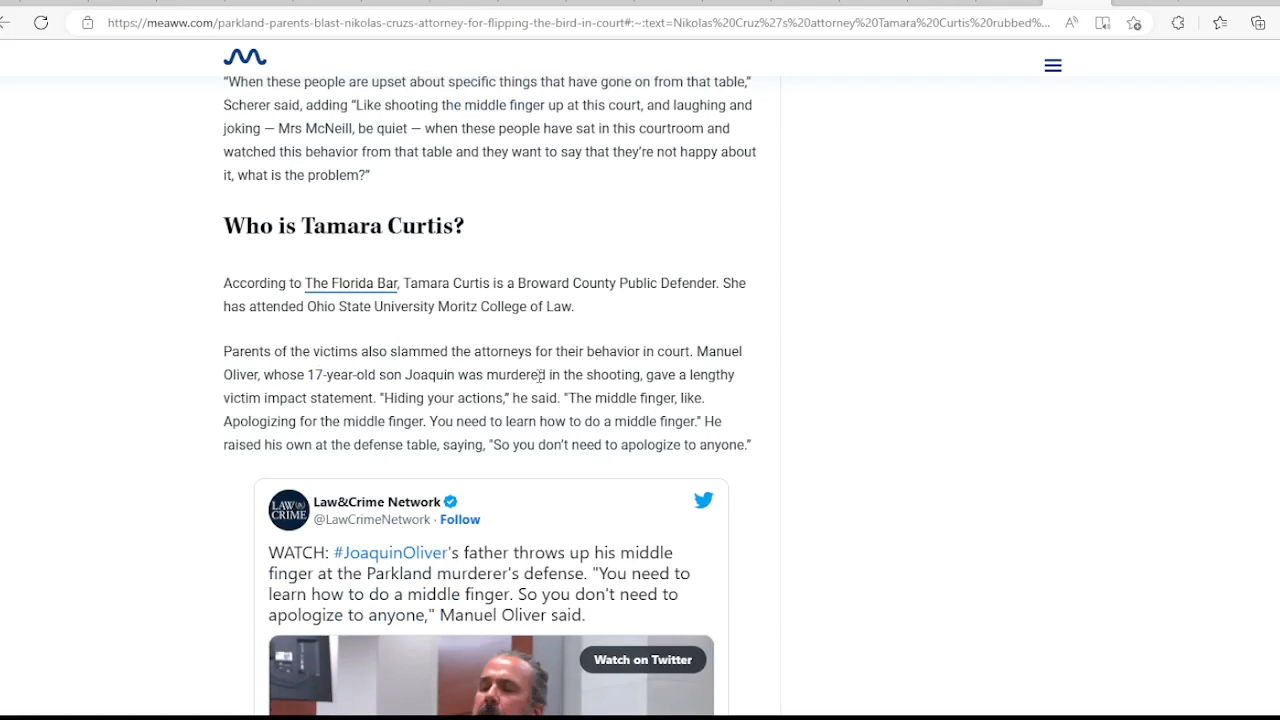 https://meaww.com/parkland-parents-blast-nikolas-cruzs-attorney-for-flipping-the-bird-in-court#:~:text=Nikolas%20Cruz%27s%20attorney%20Tamara%20Curtis%20rubbed%...
“When these people are upset about specific things that have gone on from that table,”
Scherer said, adding “Like shooting the middle finger up at this court, and laughing and
joking — Mrs McNeill, be quiet — when these people have sat in this courtroom and
watched this behavior from that table and they want to say that they’re not happy about
it, what is the problem?”
Who is Tamara Curtis?
According to The Florida Bar, Tamara Curtis is a Broward County Public Defender. She
has attended Ohio State University Moritz College of Law.
Parents of the victims also slammed the attorneys for their behavior in court. Manuel
Oliver, whose 17-year-old son Joaquin was murdered in the shooting, gave a lengthy
victim impact statement. "Hiding your actions,” he said. "The middle finger, like.
Apologizing for the middle finger. You need to learn how to do a middle finger." He
raised his own at the defense table, saying, "So you don’t need to apologize to anyone.”
LAW&CRIME
Law&Crime Network
@LawCrimeNetwork · Follow
WATCH: #JoaquinOliver's father throws up his middle
finger at the Parkland murderer's defense. "You need to
learn how to do a middle finger. So you don't need to
apologize to anyone," Manuel Oliver said.
Watch on Twitter